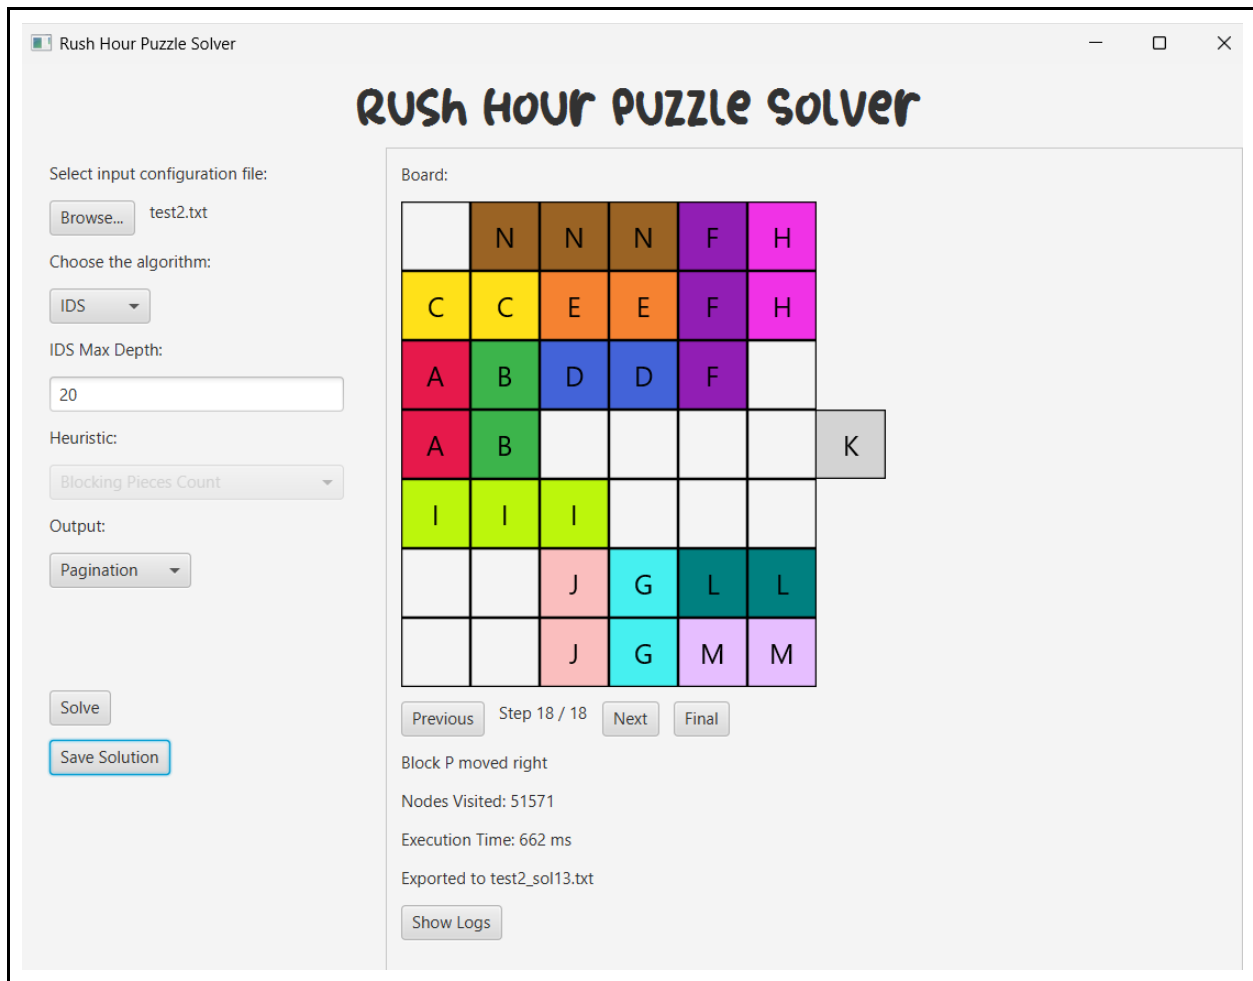 Rush Hour Puzzle Solver
Rush Hour Puzzle Solver
Select input configuration file:
Browse... test2.txt
Choose the algorithm:
IDS
IDS Max Depth:
20
Heuristic:
Blocking Pieces Count
Output:
Pagination
Solve
Save Solution
Board:
N N N F H
C C E E F H
A B D D F
A B K
I I I
J G L L
J G M M
Previous Step 18 / 18 Next Final
Block P moved right
Nodes Visited: 51571
Execution Time: 662 ms
Exported to test2_sol13.txt
Show Logs